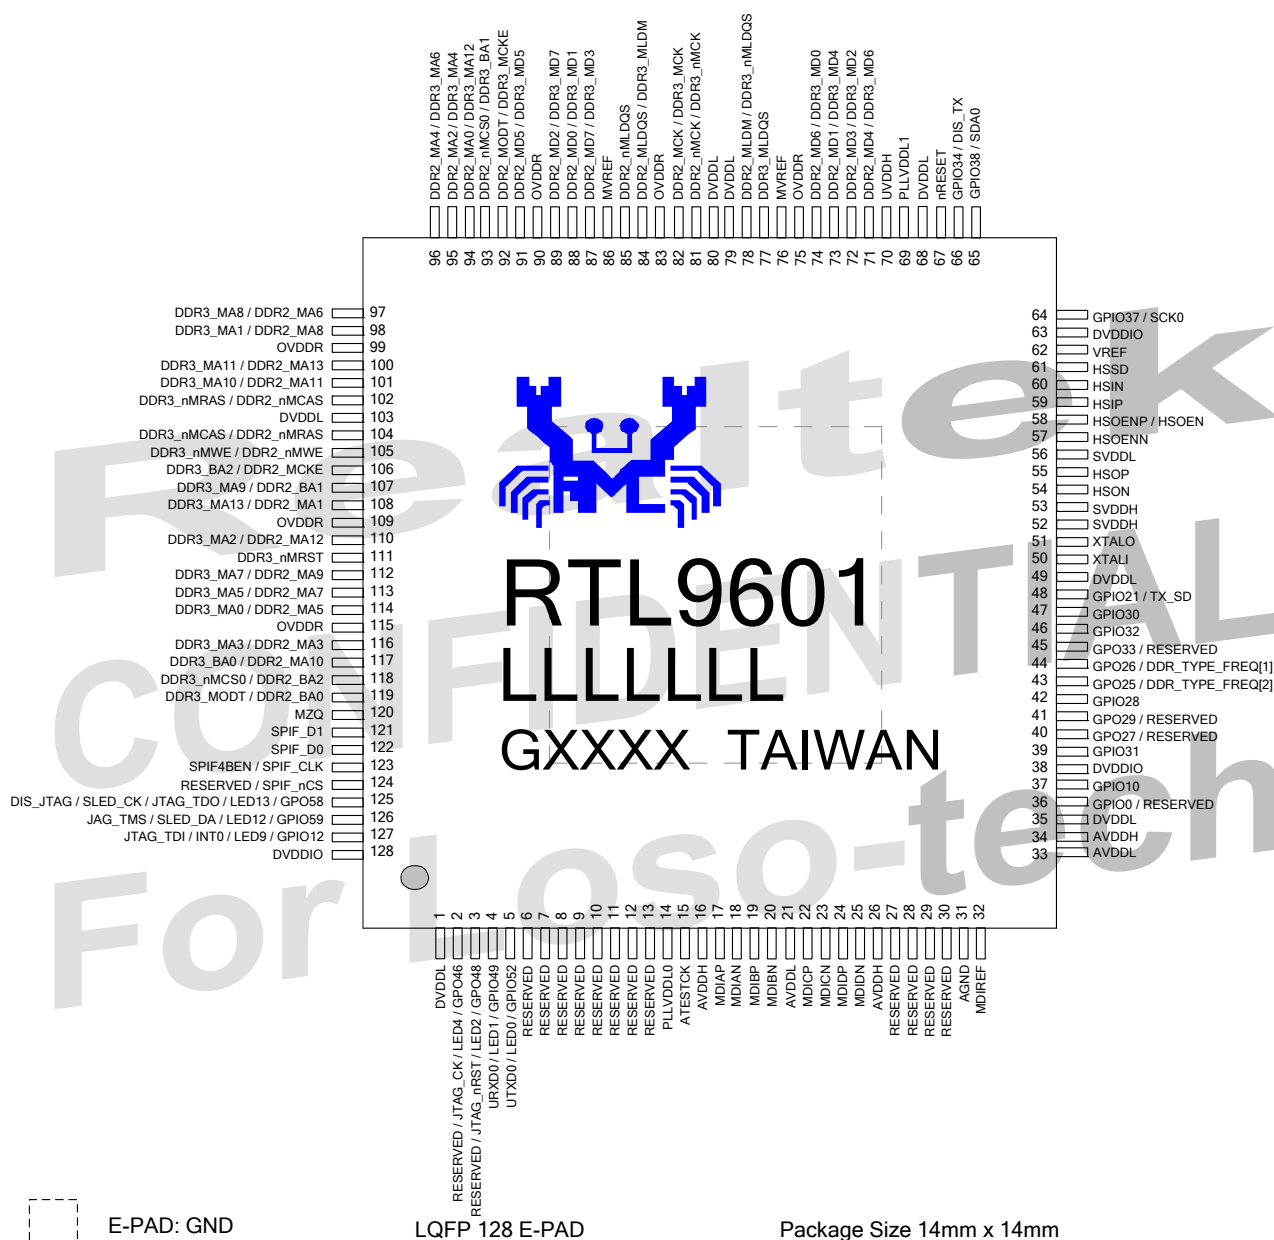 DDR2_MA4 / DDR3_MA6
DDR2_MA2 / DDR3_MA4
DDR2_MA0 / DDR3_MA12
DDR2_nMCS0 / DDR3_BA1
DDR2_MODT / DDR3_MCKE
DDR2_MD5 / DDR3_MD5
OVDDR
DDR2_MD2 / DDR3_MD7
DDR2_MD0 / DDR3_MD1
DDR2_MD7 / DDR3_MD3
MVREF
DDR2_nMLDQS
DDR2_MLDQS / DDR3_MLDM
OVDDR
DDR2_MCK / DDR3_MCK
DDR2_nMCK / DDR3_nMCK
DVDDL
DVDDL
DDR2_MLDM / DDR3_nMLDQS
DDR3_MLDQS
MVREF
OVDDR
DDR2_MD6 / DDR3_MD0
DDR2_MD1 / DDR3_MD4
DDR2_MD3 / DDR3_MD2
DDR2_MD4 / DDR3_MD6
UVDDH
PLLVDDL1
DVDDL
nRESET
GPIO34 / DIS_TX
GPIO38 / SDA0
96 95 94 93 92 91 90 89 88 87 86 85 84 83 82 81 80 79 78 77 76 75 74 73 72 71 70 69 68 67 66 65
DDR3_MA8 / DDR2_MA6 97
DDR3_MA1 / DDR2_MA8 98
OVDDR 99
DDR3_MA11 / DDR2_MA13 100
DDR3_MA10 / DDR2_MA11 101
DDR3_nMRAS / DDR2_nMCAS 102
DVDDL 103
DDR3_nMCAS / DDR2_nMRAS 104
DDR3_nMWE / DDR2_nMWE 105
DDR3_BA2 / DDR2_MCKE 106
DDR3_MA9 / DDR2_BA1 107
DDR3_MA13 / DDR2_MA1 108
OVDDR 109
DDR3_MA2 / DDR2_MA12 110
DDR3_nMRST 111
DDR3_MA7 / DDR2_MA9 112
DDR3_MA5 / DDR2_MA7 113
DDR3_MA0 / DDR2_MA5 114
OVDDR 115
DDR3_MA3 / DDR2_MA3 116
DDR3_BA0 / DDR2_MA10 117
DDR3_nMCS0 / DDR2_BA2 118
DDR3_MODT / DDR2_BA0 119
MZQ 120
SPIF_D1 121
SPIF_D0 122
SPIF4BEN / SPIF_CLK 123
RESERVED / SPIF_nCS 124
DIS_JTAG / SLED_CK / JTAG_TDO / LED13 / GPO58 125
JAG_TMS / SLED_DA / LED12 / GPIO59 126
JTAG_TDI / INT0 / LED9 / GPIO12 127
DVDDIO 128
64 GPIO37 / SCK0
63 DVDDIO
62 VREF
61 HSSD
60 HSIN
59 HSIP
58 HSOENP / HSOEN
57 HSOENN
56 SVDDL
55 HSOP
54 HSON
53 SVDDH
52 SVDDH
51 XTALO
50 XTALI
49 DVDDL
48 GPIO21 / TX_SD
47 GPIO30
46 GPIO32
45 GPO33 / RESERVED
44 GPO26 / DDR_TYPE_FREQ[1]
43 GPO25 / DDR_TYPE_FREQ[2]
42 GPIO28
41 GPO29 / RESERVED
40 GPO27 / RESERVED
39 GPIO31
38 DVDDIO
37 GPIO10
36 GPIO0 / RESERVED
35 DVDDL
34 AVDDH
33 AVDDL
RTL9601
LLLLLLL
GXXXX TAIWAN
Realtek
CONFIDENTIAL
For Loso-tech
1 2 3 4 5 6 7 8 9 10 11 12 13 14 15 16 17 18 19 20 21 22 23 24 25 26 27 28 29 30 31 32
DVDDL
RESERVED / JTAG_CK / LED4 / GPO46
RESERVED / JTAG_nRST / LED2 / GPO48
URXD0 / LED1 / GPIO49
UTXD0 / LED0 / GPIO52
RESERVED
RESERVED
RESERVED
RESERVED
RESERVED
RESERVED
RESERVED
RESERVED
PLLVDDL0
ATESTCK
AVDDH
MDIAP
MDIAN
MDIBP
MDIBN
AVDDL
MDICP
MDICN
MDIDP
MDIDN
AVDDH
RESERVED
RESERVED
RESERVED
RESERVED
AGND
MDIREF
E-PAD: GND
LQFP 128 E-PAD
Package Size 14mm x 14mm